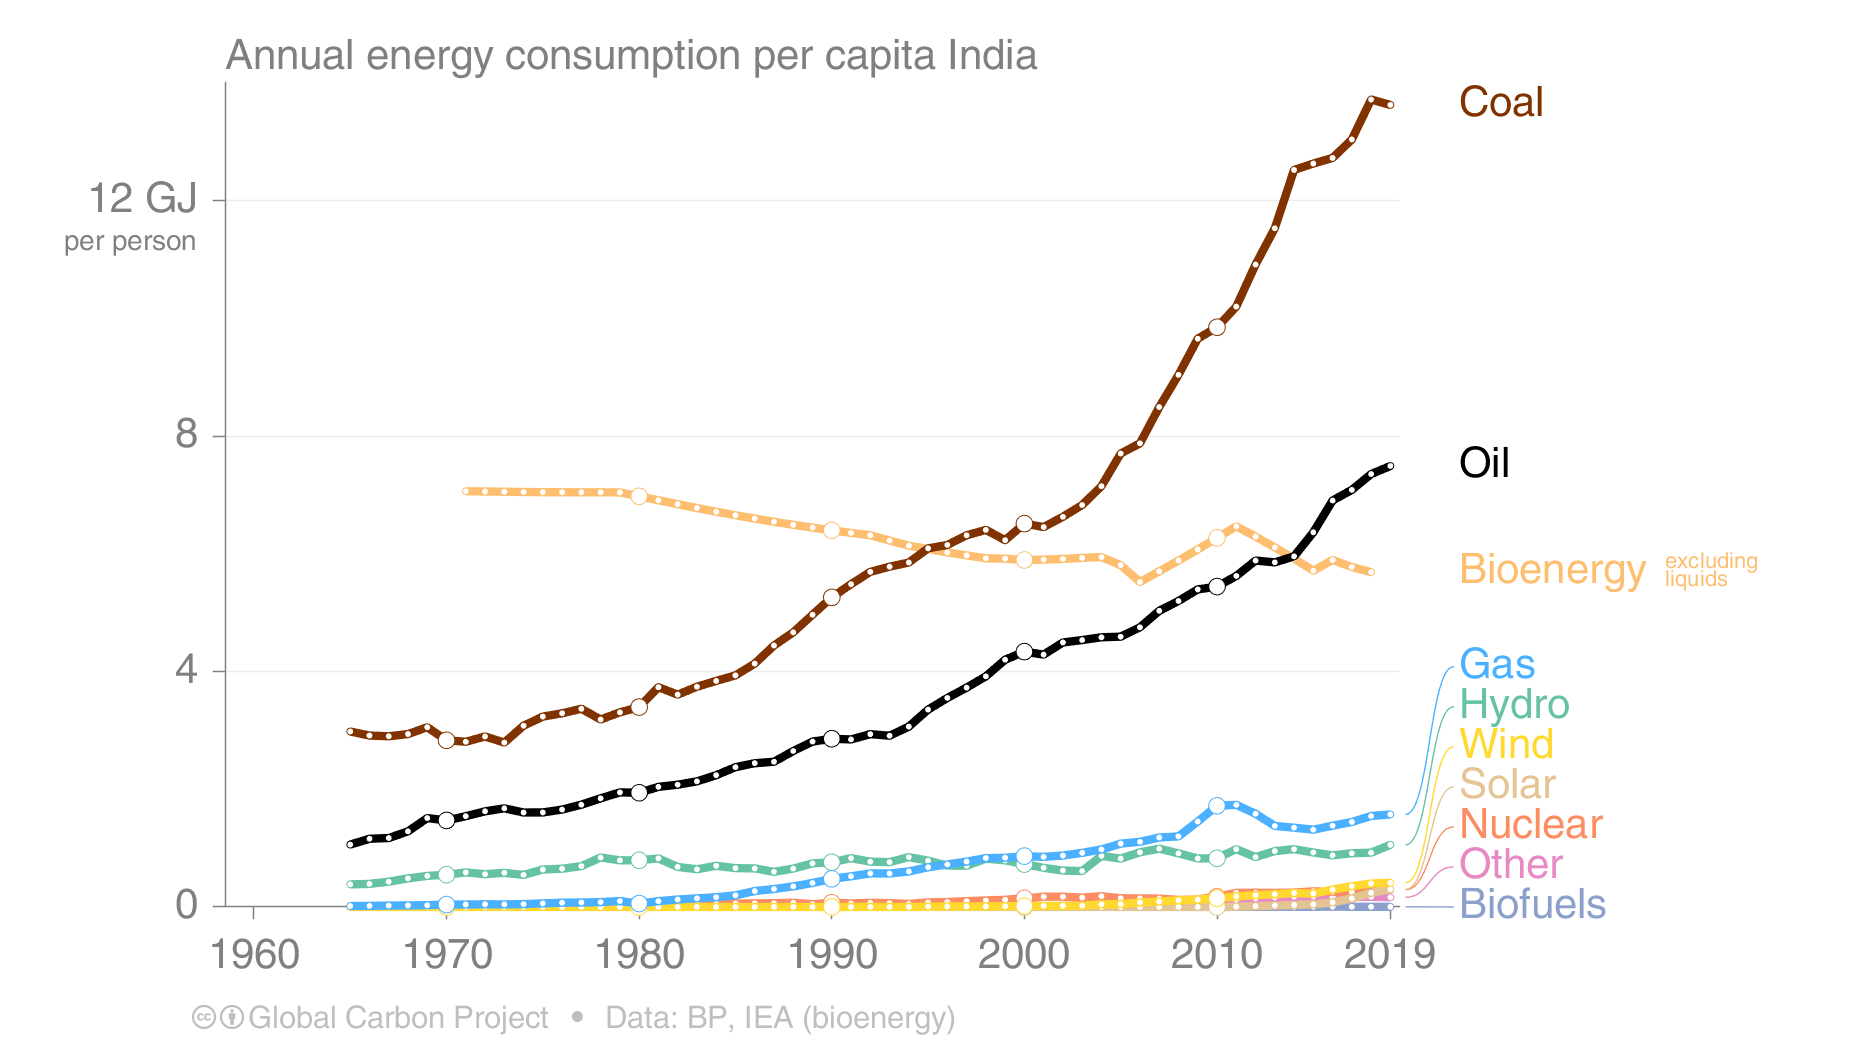 Annual energy consumption per capita India
Coal
12 GJ
per person
8
Oil
Bioenergy excluding
liquids
4
Gas
Hydro
Wind
Solar
Nuclear
Other
0
Biofuels
1960 1970 1980 1990 2000 2010 2019
cc Global Carbon Project • Data: BP, IEA (bioenergy)